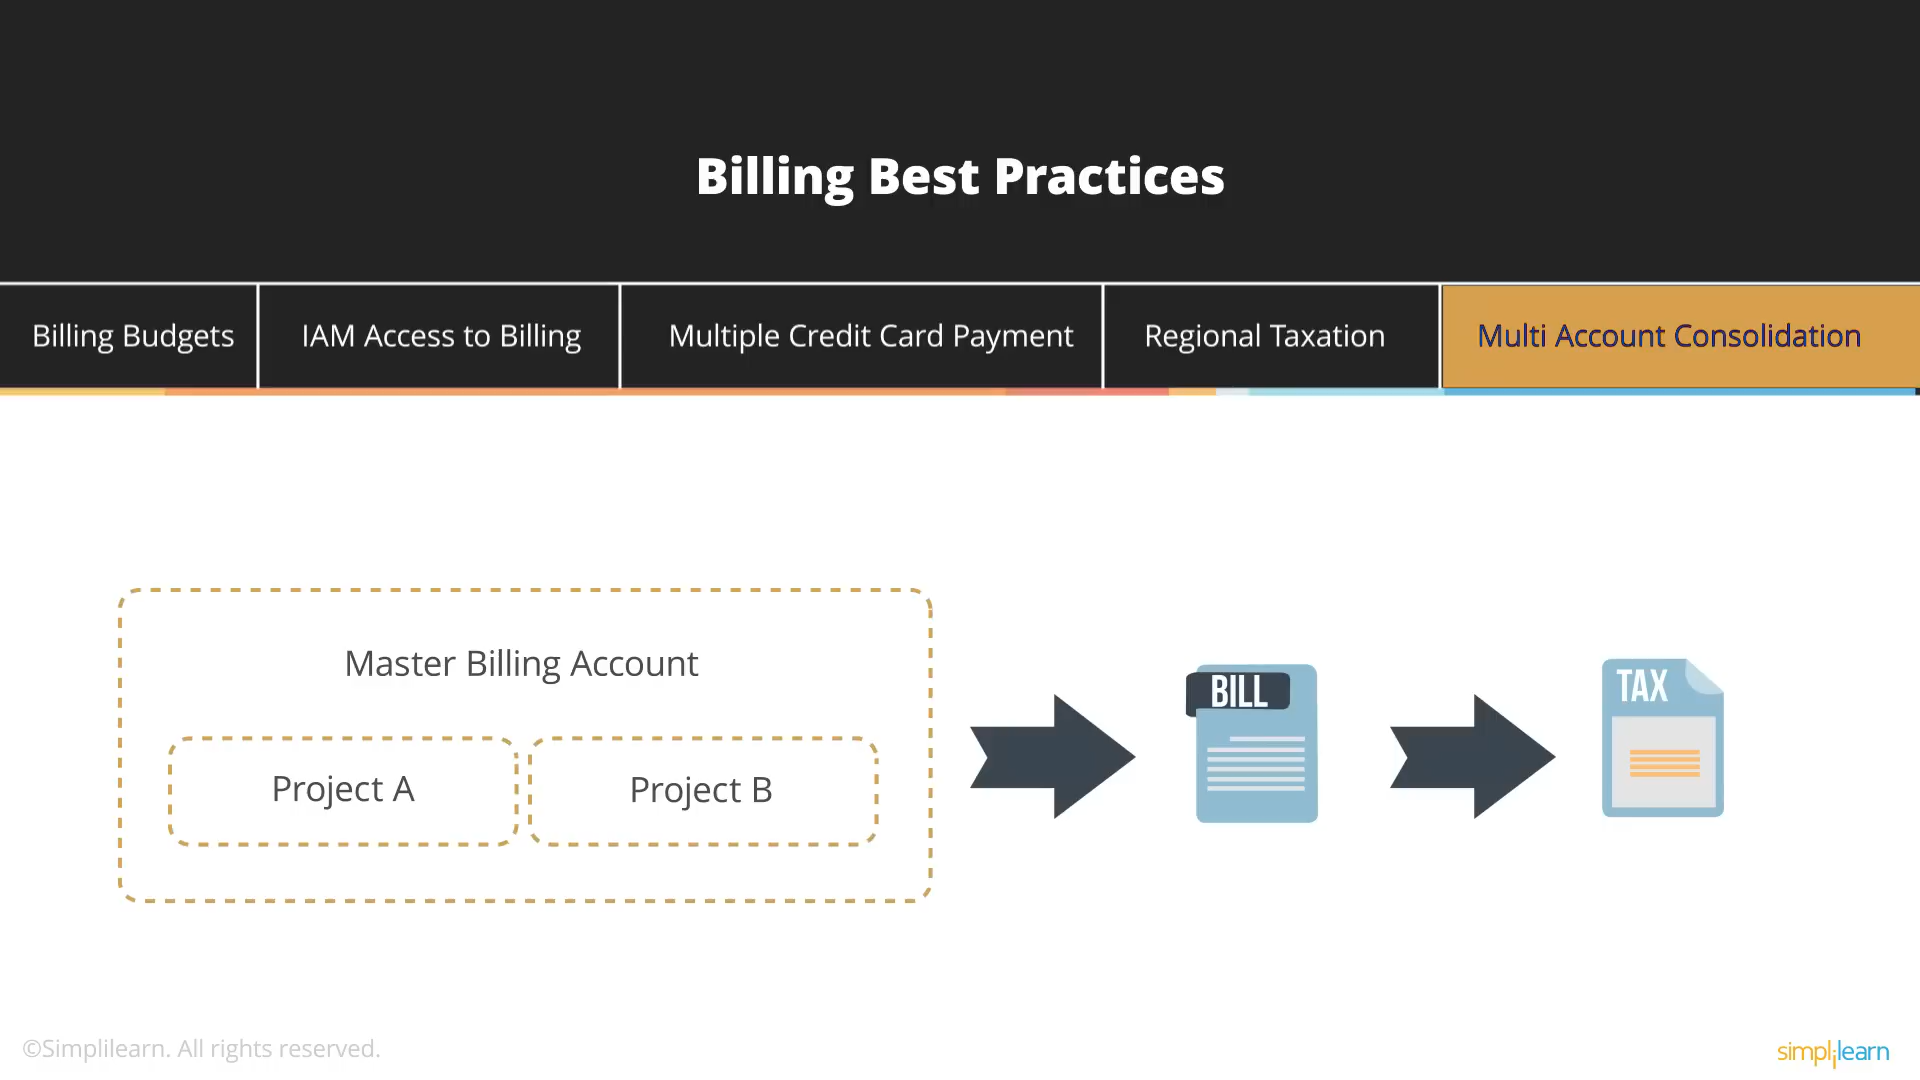 Billing Best Practices
Billing Budgets
IAM Access to Billing
Multiple Credit Card Payment
Regional Taxation
Multi Account Consolidation
Master Billing Account
Project A
Project B
BILL
TAX
©Simplilearn. All rights reserved.
simplilearn